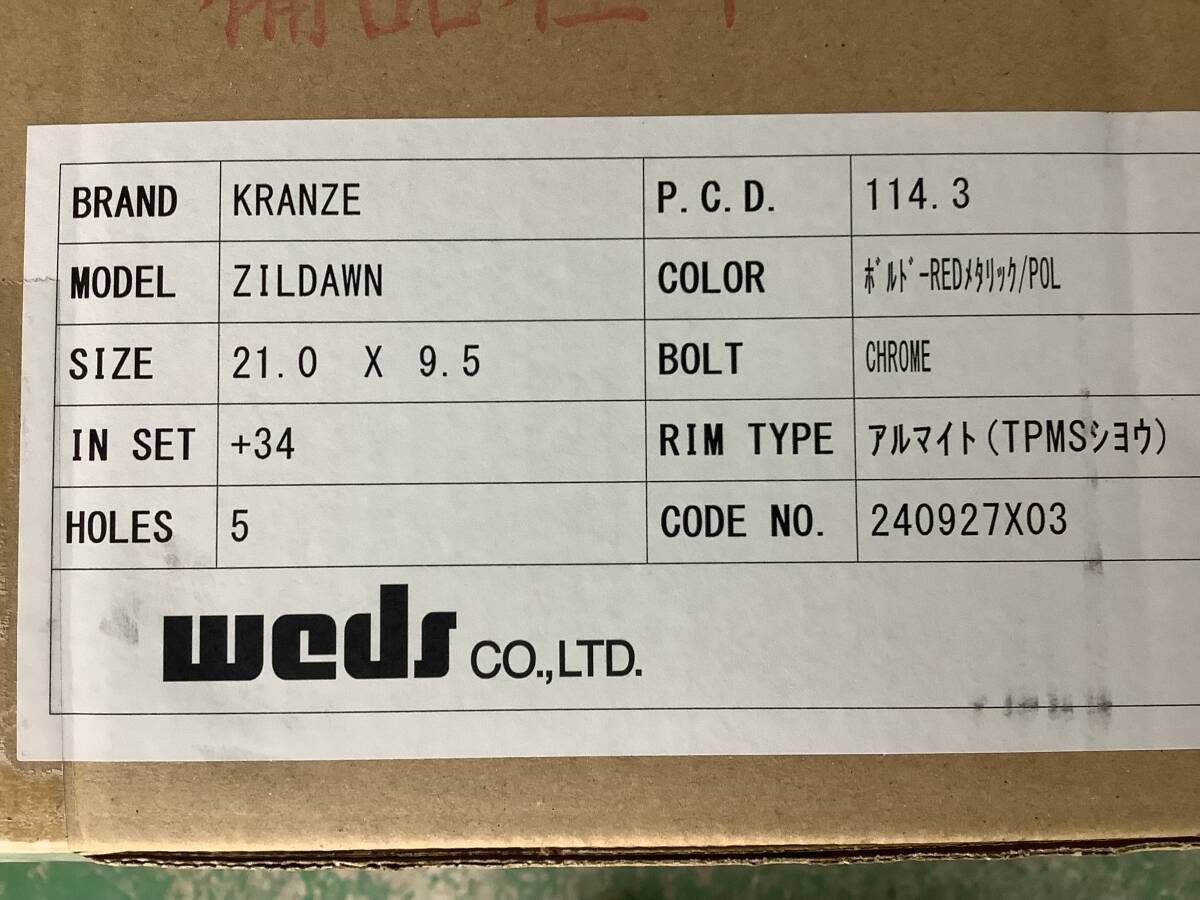 BRAND KRANZE P.C.D. 114.3
MODEL ZILDAWN COLOR ﾎﾞﾙﾄﾞｰREDﾒﾀﾘｯｸ/POL
SIZE 21.0 X 9.5 BOLT CHROME
IN SET +34 RIM TYPE アルマイト(TPMSショウ)
HOLES 5 CODE NO. 240927X03
weds CO.,LTD.